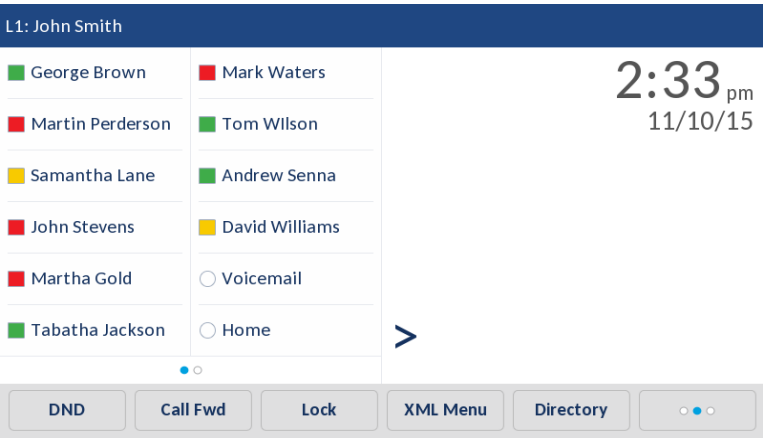 L1: John Smith
George Brown
Martin Perderson
Samantha Lane
John Stevens
Martha Gold
Tabatha Jackson
Mark Waters
Tom WIlson
Andrew Senna
David Williams
Voicemail
Home
2:33 pm
11/10/15
>
DND
Call Fwd
Lock
XML Menu
Directory